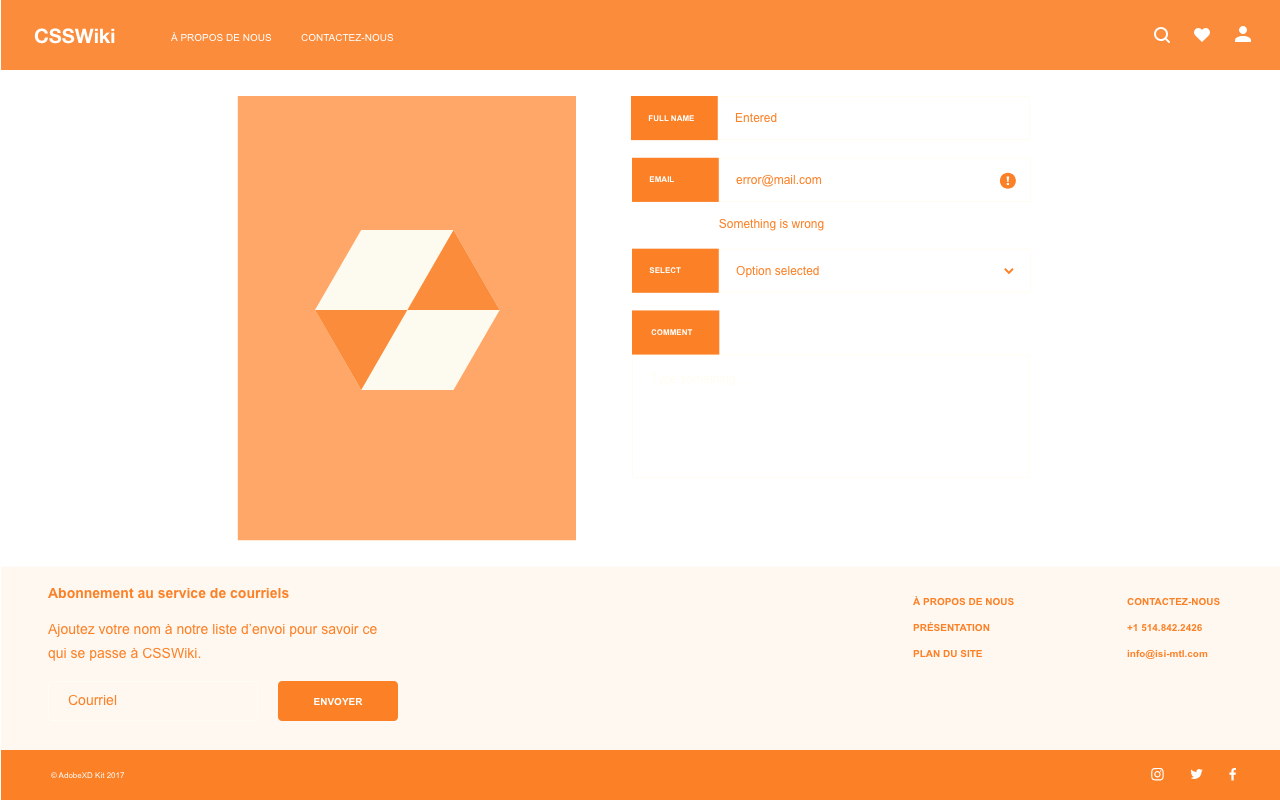 CSSWiki
À PROPOS DE NOUS
CONTACTEZ-NOUS
FULL NAME
Entered
EMAIL
error@mail.com
Something is wrong
SELECT
Option selected
COMMENT
Abonnement au service de courriels
Ajoutez votre nom à notre liste d'envoi pour savoir ce
qui se passe à CSSWiki.
Courriel
ENVOYER
À PROPOS DE NOUS
PRÉSENTATION
PLAN DU SITE
CONTACTEZ-NOUS
+1 514.842.2426
info@isi-mtl.com
© AdobeXD Kit 2017